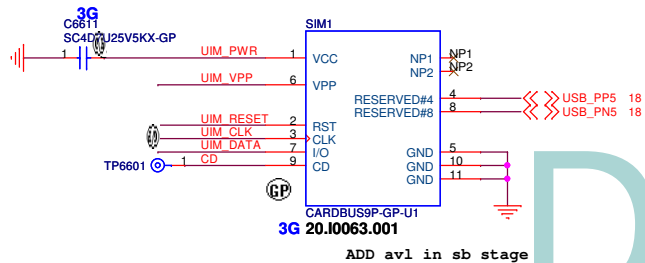 3G
C6611
SIM1
1
UIM_PWR 1 VCC NP1 NP1
NP2 NP2
UIM_VPP 6 VPP
RESERVED#4 4 USB_PP5 18
RESERVED#8 8 USB_PN5 18
UIM_RESET 2 RST
UIM_CLK 3 CLK
UIM_DATA 7 I/O GND 5
TP6601 1 CD 9 CD GND 10
GND 11
GP
CARDBUS9P-GP-U1
3G 20.I0063.001
ADD avl in sb stage
D